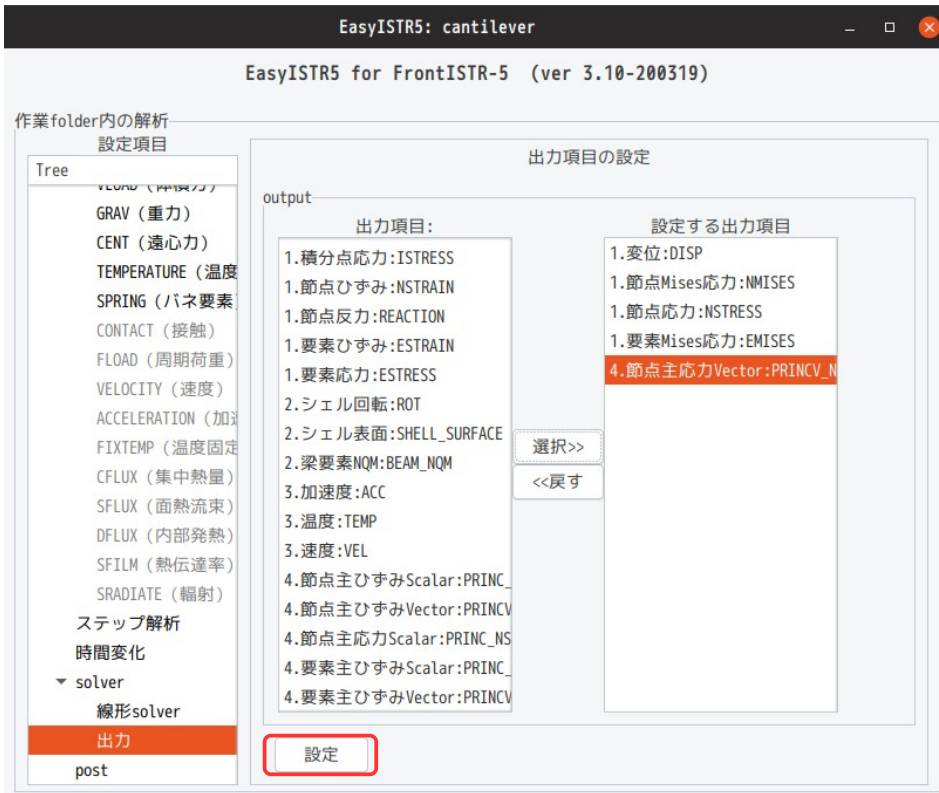 EasyISTR5: cantilever
EasyISTR5 for FrontISTR-5 (ver 3.10-200319)
作業folder内の解析
設定項目
Tree
GRAV (重力)
CENT (遠心力)
TEMPERATURE (温度
SPRING (バネ要素)
CONTACT (接触)
FLOAD (周期荷重)
VELOCITY (速度)
ACCELERATION (加速
FIXTEMP (温度固定
CFLUX (集中熱量)
SFLUX (面熱流束)
DFLUX (内部発熱)
SFILM (熱伝達率)
SRADIATE (輻射)
ステップ解析
時間変化
solver
線形solver
出力
post
出力項目の設定
output
出力項目:
1.積分点応力:ISTRESS
1.節点ひずみ:NSTRAIN
1.節点反力:REACTION
1.要素ひずみ:ESTRAIN
1.要素応力:ESTRESS
2.シェル回転:ROT
2.シェル表面:SHELL_SURFACE
2.梁要素NQM:BEAM_NQM
3.加速度:ACC
3.温度:TEMP
3.速度:VEL
4.節点主ひずみScalar:PRINC_
4.節点主ひずみVector:PRINCV
4.節点主応力Scalar:PRINC_NS
4.要素主ひずみScalar:PRINC_
4.要素主ひずみVector:PRINCV
選択>>
<<戻す
設定する出力項目
1.変位:DISP
1.節点Mises応力:NMISES
1.節点応力:NSTRESS
1.要素Mises応力:EMISES
4.節点主応力Vector:PRINCV_N
設定